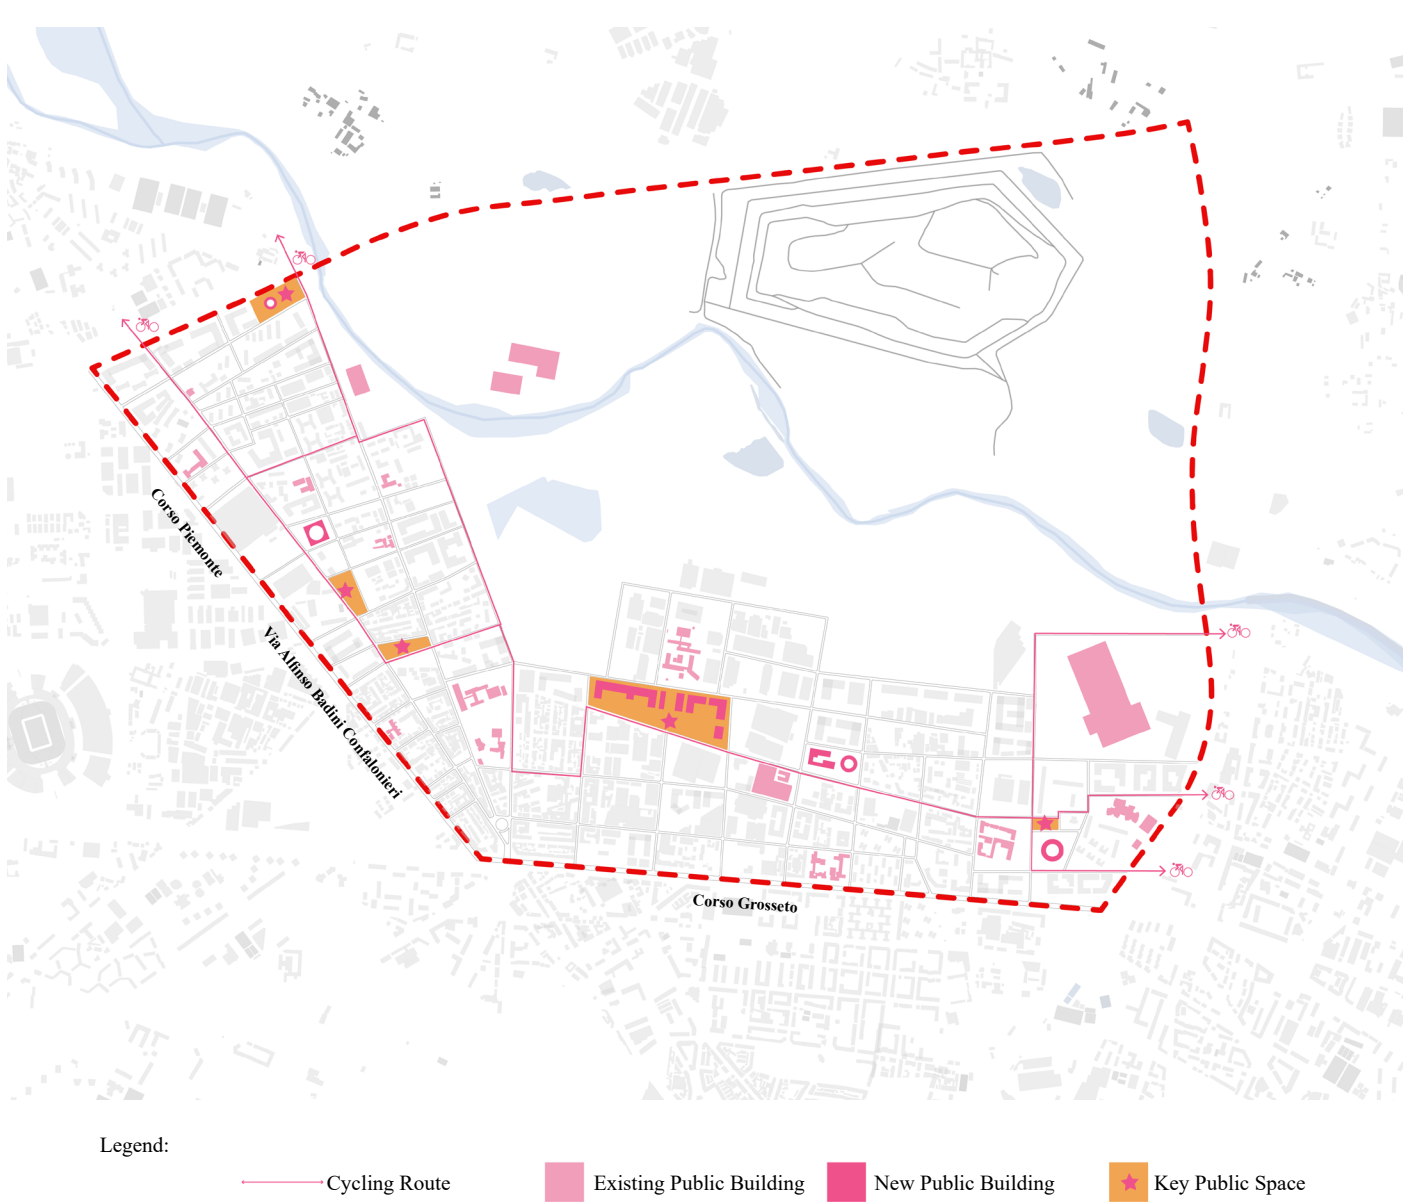 Corso Piemonte
Via Alfinso Badini Confalonieri
Corso Grosseto
Legend:
Cycling Route
Existing Public Building
New Public Building
Key Public Space